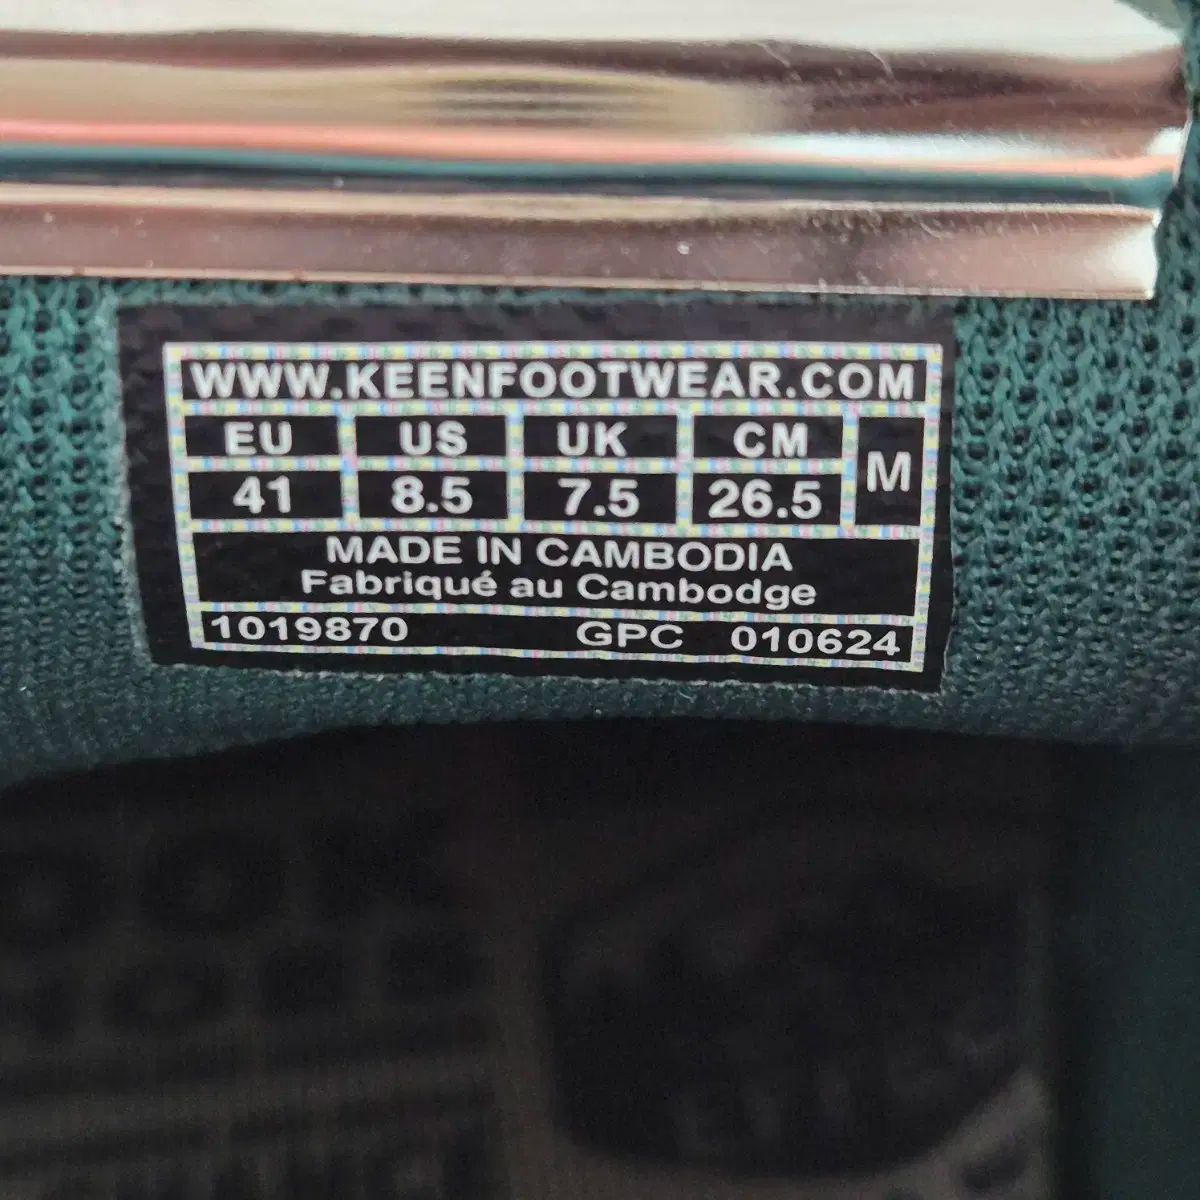 WWW.KEENFOOTWEAR.COM
EU US UK CM M
41 8.5 7.5 26.5
MADE IN CAMBODIA
Fabriqué au Cambodge
1019870 GPC 010624